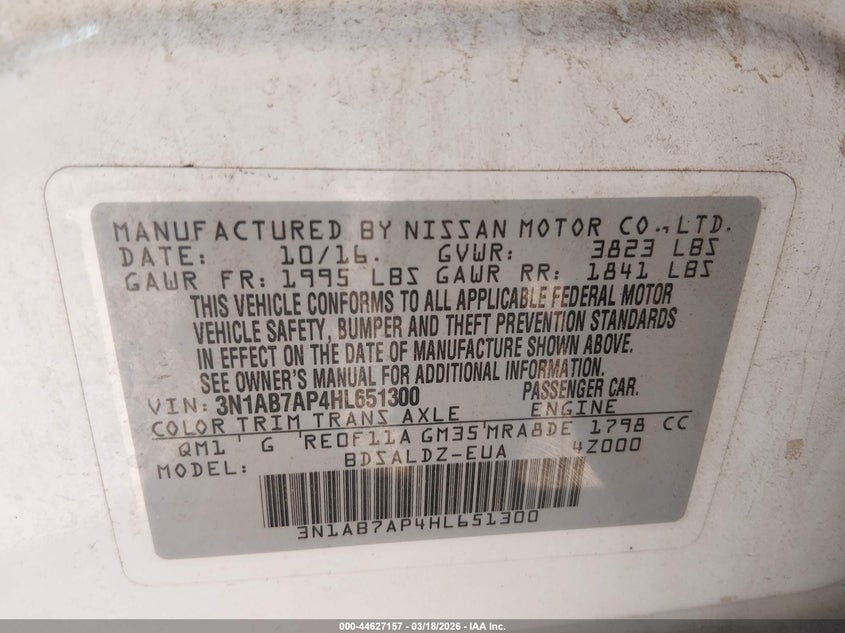 MANUFACTURED BY NISSAN MOTOR CO.,LTD.
DATE: 10/16. GVWR: 3823 LBS
GAWR FR: 1995 LBS GAWR RR: 1841 LBS
THIS VEHICLE CONFORMS TO ALL APPLICABLE FEDERAL MOTOR
VEHICLE SAFETY, BUMPER AND THEFT PREVENTION STANDARDS
IN EFFECT ON THE DATE OF MANUFACTURE SHOWN ABOVE.
SEE OWNER'S MANUAL FOR ADDITIONAL INFORMATION.
VIN: 3N1AB7AP4HL651300 PASSENGER CAR.
COLOR TRIM TRANS AXLE ENGINE
QM1 G RE0F11A GM35 MRA8DE 1798 CC
MODEL: BDSALDZ-EUA 4Z000
3N1AB7AP4HL651300
000-44627157 - 03/18/2026 - IAA Inc.